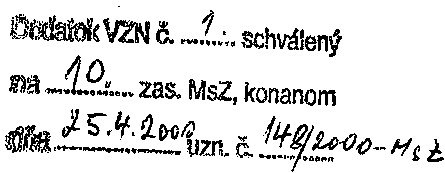 Dodatok VZN č. 1. schválený
na 10. zas. MsZ, konanom
dňa 25.4.2000 uzn. č. 148/2000-MsZ